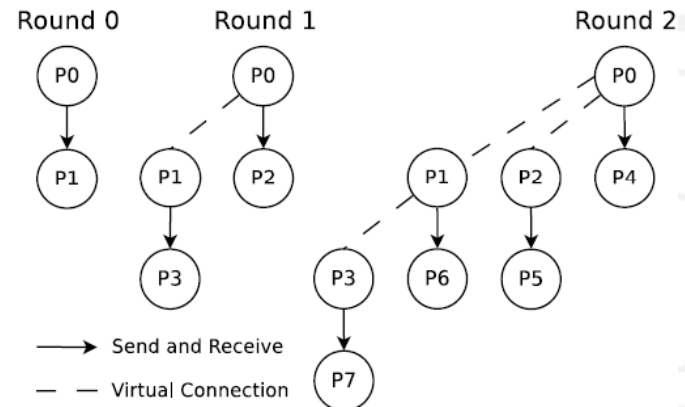 Round 0 Round 1 Round 2
P0 P0 P0
P1 P1 P2 P1 P2 P4
P3 P3 P6 P5
Send and Receive
P7
Virtual Connection